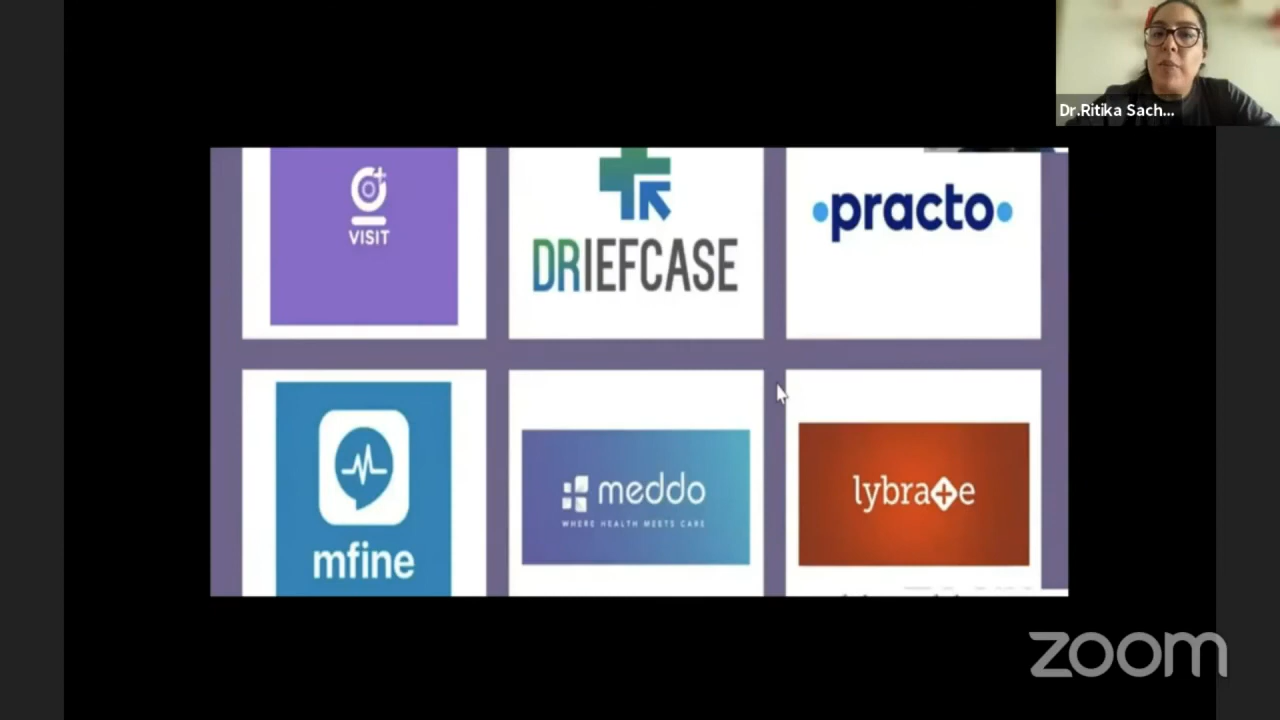 Dr.Ritika Sach...
VISIT
DRIEFCASE
practo
mfine
meddo
WHERE HEALTH MEETS CARE
lybrate
zoom